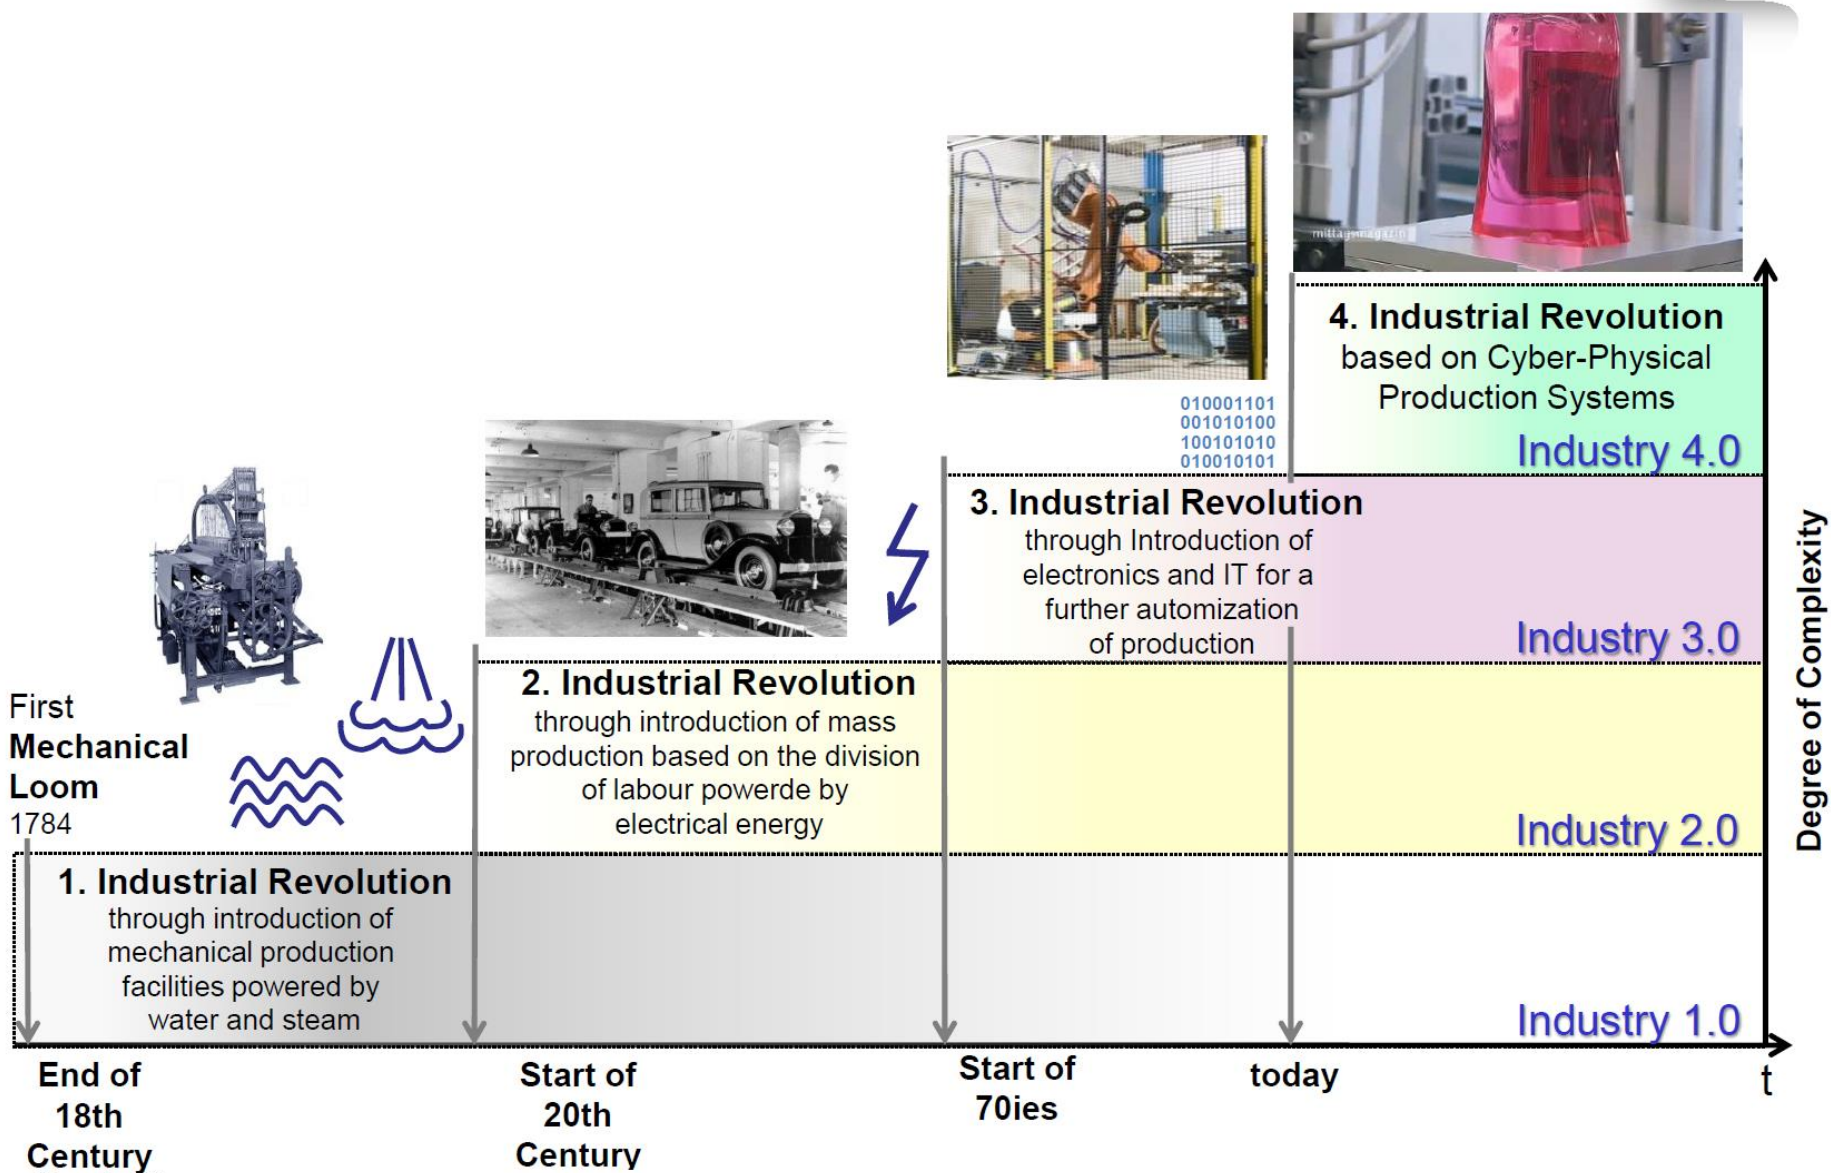 mittagsmagazin
4. Industrial Revolution
based on Cyber-Physical
Production Systems
Industry 4.0
010001101
001010100
100101010
010010101
3. Industrial Revolution
through Introduction of
electronics and IT for a
further automization
of production
Industry 3.0
2. Industrial Revolution
through introduction of mass
production based on the division
of labour powerde by
electrical energy
Industry 2.0
First
Mechanical
Loom
1784
1. Industrial Revolution
through introduction of
mechanical production
facilities powered by
water and steam
Industry 1.0
Degree of Complexity
End of
18th
Century
Start of
20th
Century
Start of
70ies
today
t